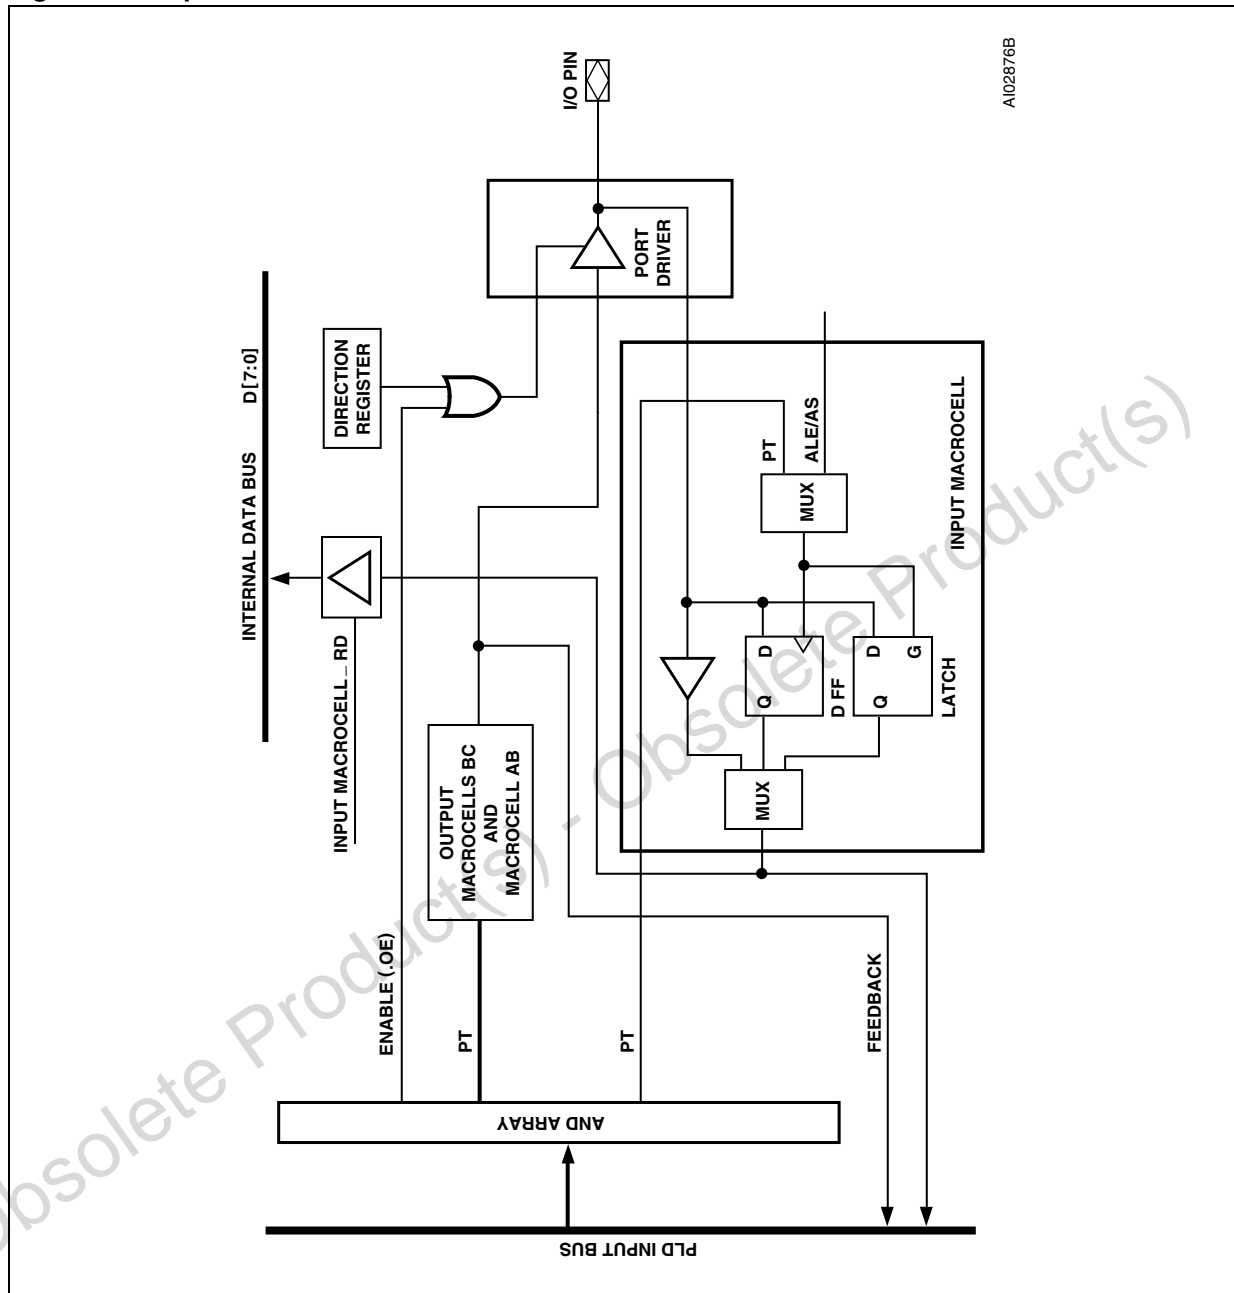 AI02876B
I/O PIN
PORT
DRIVER
INTERNAL DATA BUS D[7:0]
DIRECTION
REGISTER
INPUT MACROCELL_RD
OUTPUT
MACROCELLS BC
AND
MACROCELL AB
ENABLE (.OE)
PT
PT
FEEDBACK
AND ARRAY
PLD INPUT BUS
INPUT MACROCELL
PT
ALE/AS
MUX
D
Q
D FF
D
G
Q
LATCH
MUX
Obsolete Product(s) - Obsolete Product(s)